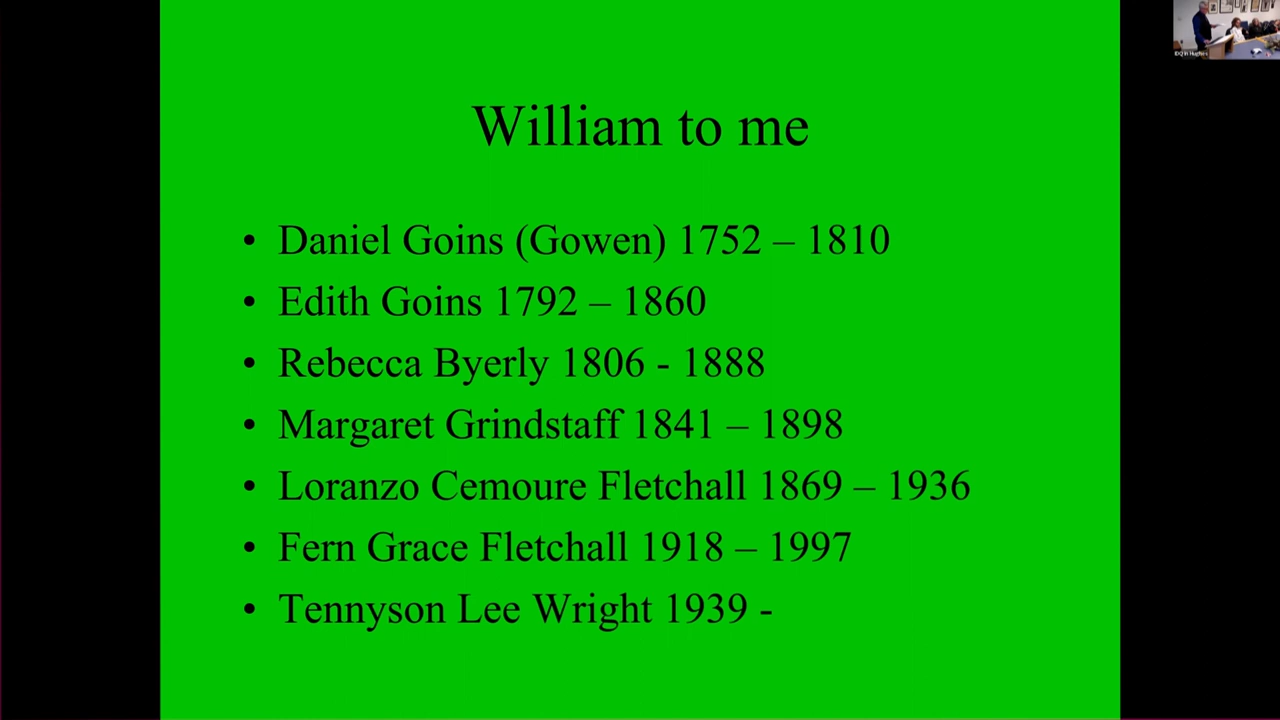 William to me
• Daniel Goins (Gowen) 1752 – 1810
• Edith Goins 1792 – 1860
• Rebecca Byerly 1806 - 1888
• Margaret Grindstaff 1841 – 1898
• Loranzo Cemoure Fletchall 1869 – 1936
• Fern Grace Fletchall 1918 – 1997
• Tennyson Lee Wright 1939 -